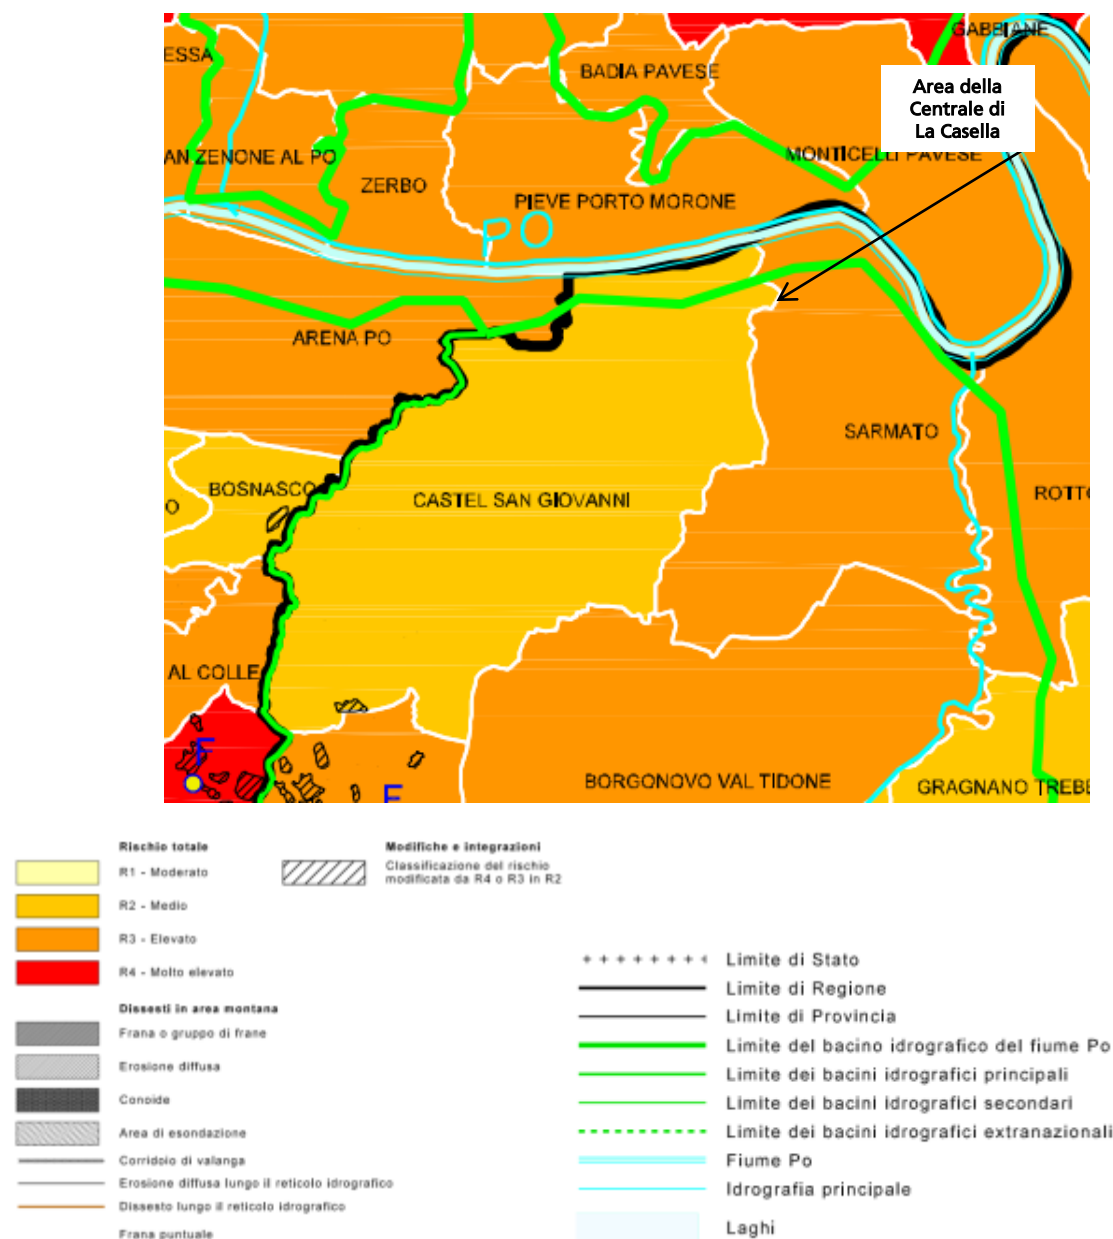 GABBIANE
ESSA
BADIA PAVESE
Area della
Centrale di
La Casella
AN ZENONE AL PO
MONTICELLI PAVESE
ZERBO
PIEVE PORTO MORONE
PO
ARENA PO
SARMATO
BOSNASCO
CASTEL SAN GIOVANNI
ROTTO
O
AL COLLE
F
BORGONOVO VAL TIDONE
GRAGNANO TREBB
F
Rischio totale
R1 - Moderato
R2 - Medio
R3 - Elevato
R4 - Molto elevato
Modifiche e integrazioni
Classificazione del rischio
modificata da R4 o R3 in R2
Dissesti in area montana
Frana o gruppo di frane
Erosione diffusa
Conoide
Area di esondazione
Corridoio di valanga
Erosione diffusa lungo il reticolo idrografico
Dissesto lungo il reticolo idrografico
Frana puntuale
Limite di Stato
Limite di Regione
Limite di Provincia
Limite del bacino idrografico del fiume Po
Limite dei bacini idrografici principali
Limite dei bacini idrografici secondari
Limite dei bacini idrografici extranazionali
Fiume Po
Idrografia principale
Laghi